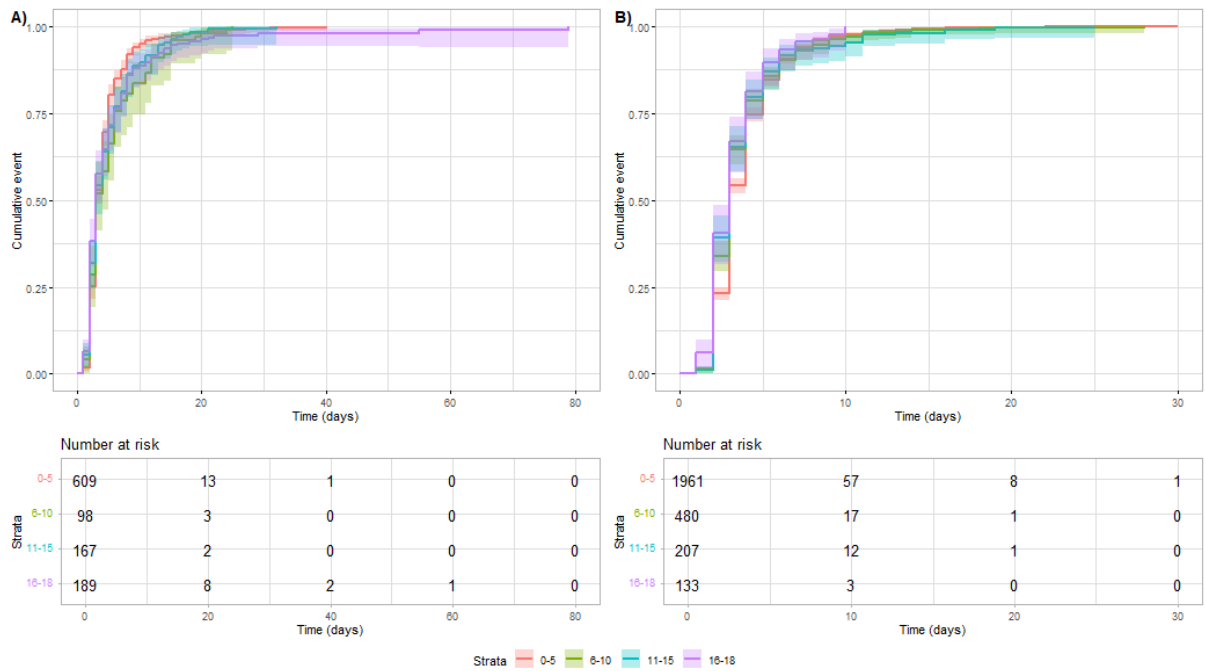 A)
Cumulative event
1.00
0.75
0.50
0.25
0.00
0 20 40 60 80
Time (days)
Number at risk
Strata
0-5 609 13 1 0 0
6-10 98 3 0 0 0
11-15 167 2 0 0 0
16-18 189 8 2 1 0
0 20 40 60 80
Time (days)
B)
Cumulative event
1.00
0.75
0.50
0.25
0.00
0 10 20 30
Time (days)
Number at risk
Strata
0-5 1961 57 8 1
6-10 480 17 1 0
11-15 207 12 1 0
16-18 133 3 0 0
0 10 20 30
Time (days)
Strata 0-5 6-10 11-15 16-18